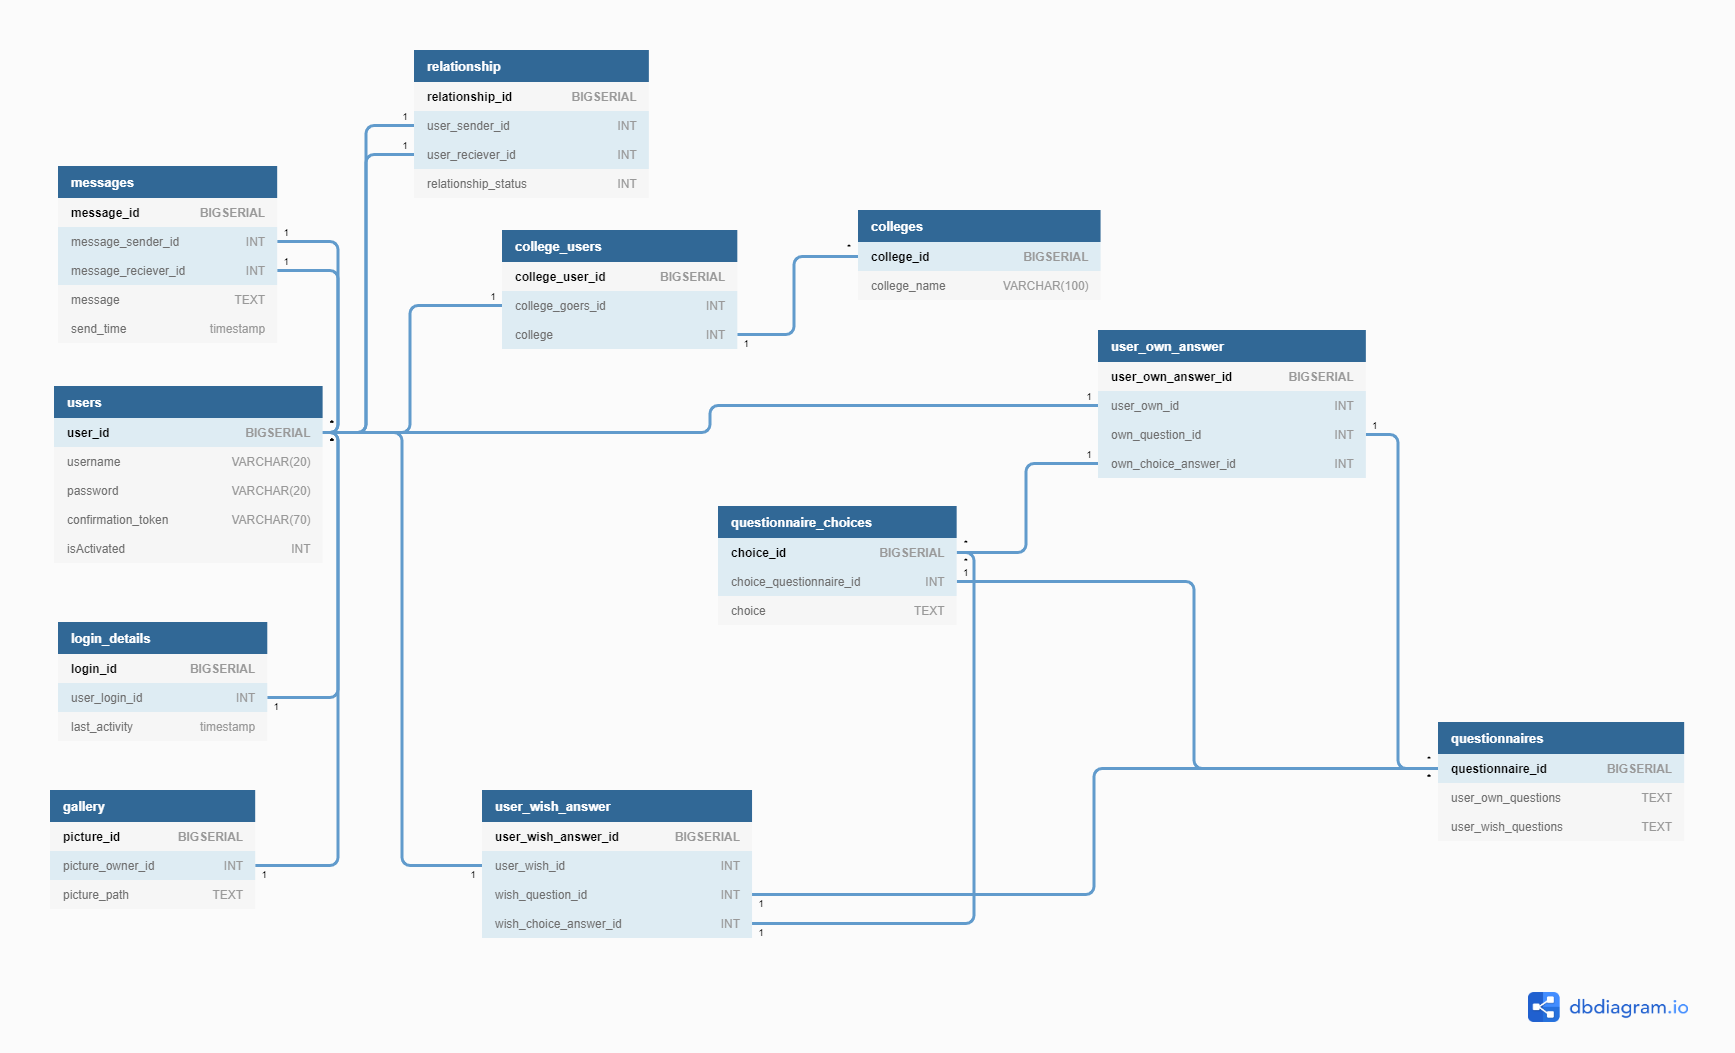 relationship
relationship_id BIGSERIAL
1 user_sender_id INT
1 user_reciever_id INT
relationship_status INT
messages
message_id BIGSERIAL
message_sender_id INT 1
message_reciever_id INT 1
message TEXT
send_time timestamp
college_users
college_user_id BIGSERIAL
1 college_goers_id INT
college INT 1
colleges
* college_id BIGSERIAL
college_name VARCHAR(100)
users
user_id BIGSERIAL *
*
username VARCHAR(20)
password VARCHAR(20)
confirmation_token VARCHAR(70)
isActivated INT
user_own_answer
user_own_answer_id BIGSERIAL
1 user_own_id INT
own_question_id INT 1
1 own_choice_answer_id INT
questionnaire_choices
choice_id BIGSERIAL *
*
choice_questionnaire_id INT 1
choice TEXT
login_details
login_id BIGSERIAL
user_login_id INT 1
last_activity timestamp
questionnaires
* questionnaire_id BIGSERIAL
*
user_own_questions TEXT
user_wish_questions TEXT
gallery
picture_id BIGSERIAL
picture_owner_id INT 1
picture_path TEXT
user_wish_answer
user_wish_answer_id BIGSERIAL
1 user_wish_id INT
wish_question_id INT 1
wish_choice_answer_id INT 1
dbdiagram.io